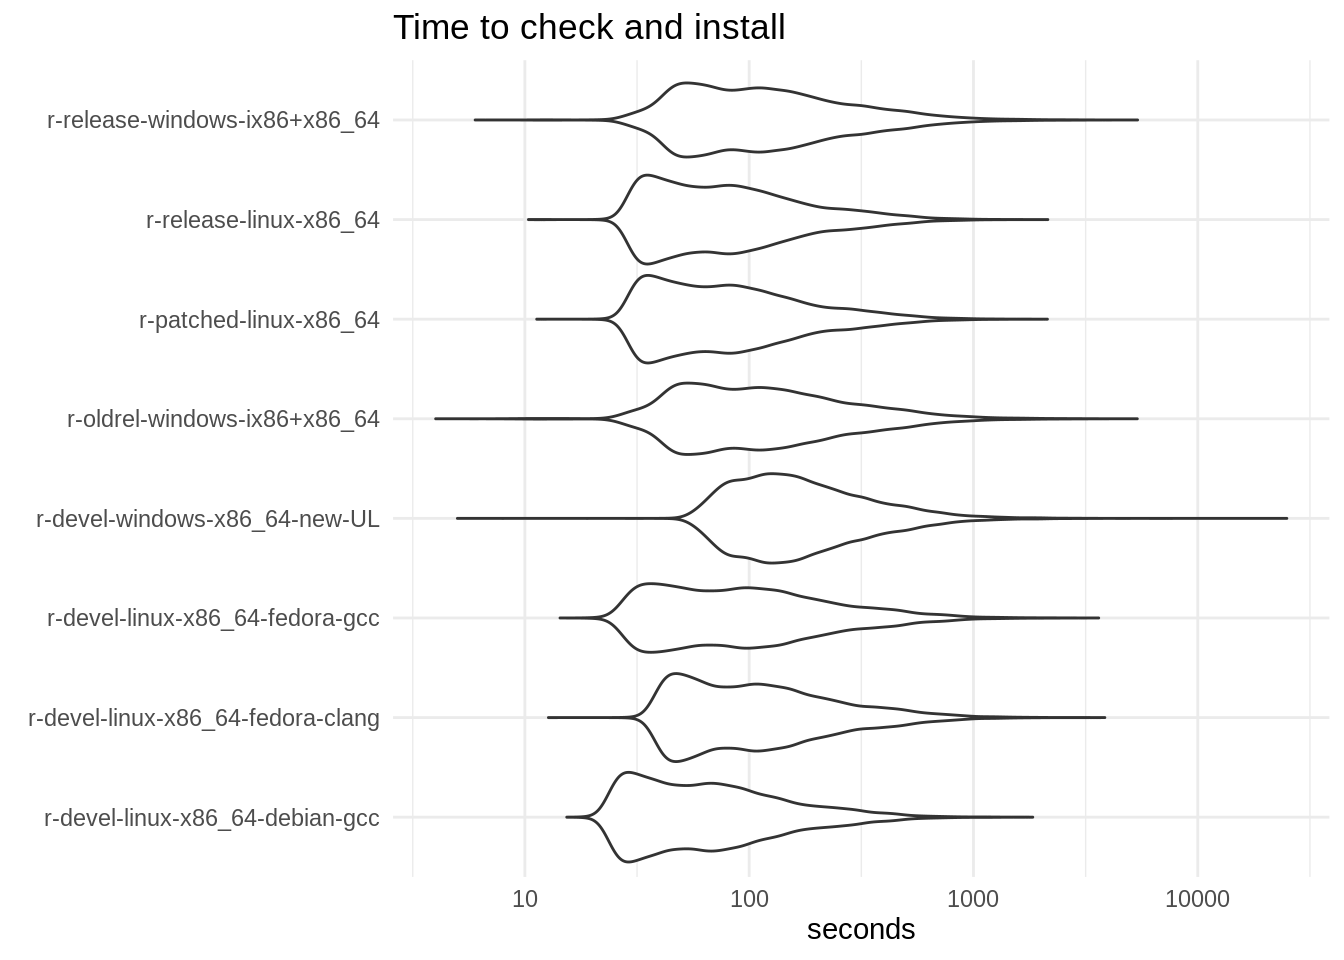 Time to check and install
r-release-windows-ix86+x86_64
r-release-linux-x86_64
r-patched-linux-x86_64
r-oldrel-windows-ix86+x86_64
r-devel-windows-x86_64-new-UL
r-devel-linux-x86_64-fedora-gcc
r-devel-linux-x86_64-fedora-clang
r-devel-linux-x86_64-debian-gcc
10 100 1000 10000
seconds